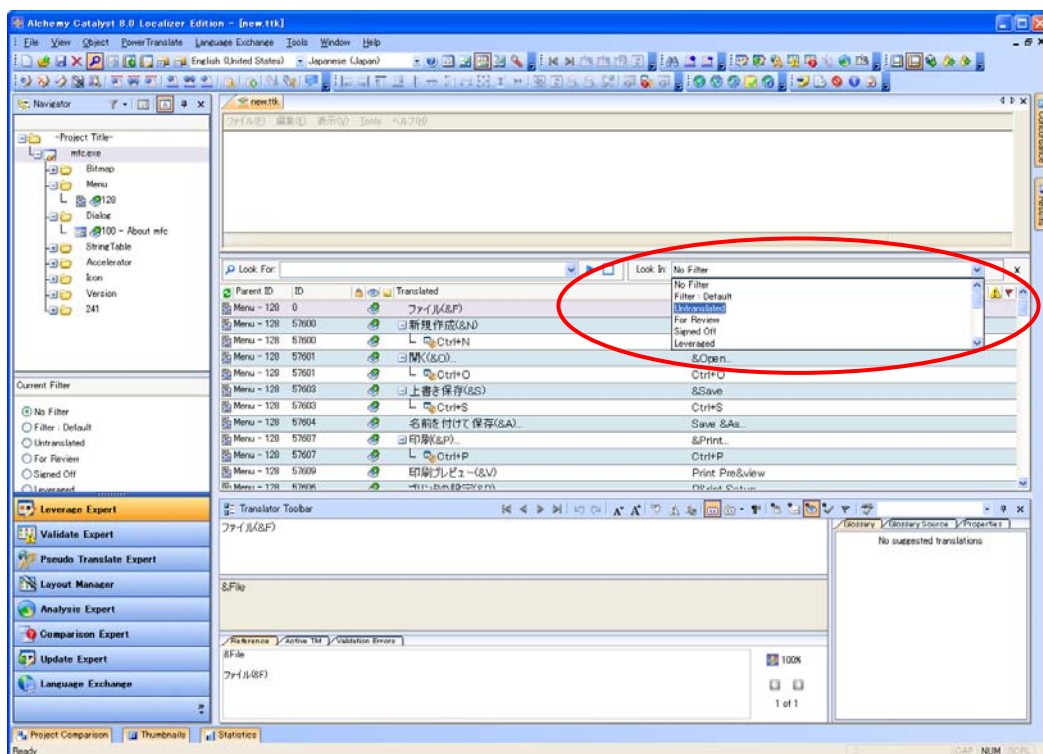 Alchemy Catalyst 8.0 Localizer Edition - [new.ttk]
File View Object PowerTranslate Language Exchange Tools Window Help
English (United States) Japanese (Japan)
Navigator
new.ttk
ファイル(F) 編集(E) 表示(V) Tools ヘルプ(H)
-Project Title-
mfc.exe
Bitmap
Menu
128
Dialog
100 - About mfc
StringTable
Accelerator
Icon
Version
241
Look For:
Look In: No Filter
No Filter
Filter : Default
Untranslated
For Review
Signed Off
Leveraged
Parent ID ID Translated
Menu - 128 0 ファイル(&F)
Menu - 128 57600 新規作成(&N)
Menu - 128 57600 Ctrl+N
Menu - 128 57601 開く(&O)... &Open...
Menu - 128 57601 Ctrl+O Ctrl+O
Menu - 128 57603 上書き保存(&S) &Save
Menu - 128 57603 Ctrl+S Ctrl+S
Menu - 128 57604 名前を付けて保存(&A)... Save &As...
Menu - 128 57607 印刷(&P)... &Print...
Menu - 128 57607 Ctrl+P Ctrl+P
Menu - 128 57609 印刷プレビュー(&V) Print Pre&view
Menu - 128 57606
Current Filter
No Filter
Filter : Default
Untranslated
For Review
Signed Off
Leveraged
Leverage Expert
Validate Expert
Pseudo Translate Expert
Layout Manager
Analysis Expert
Comparison Expert
Update Expert
Language Exchange
Translator Toolbar
ファイル(&F)
&File
Glossary Glossary Source Properties
No suggested translations
Reference Active TM Validation Errors
&File
ファイル(&F)
100%
1 of 1
Project Comparison Thumbnails Statistics
Ready
CAP NUM SCRL
Concordance
Results